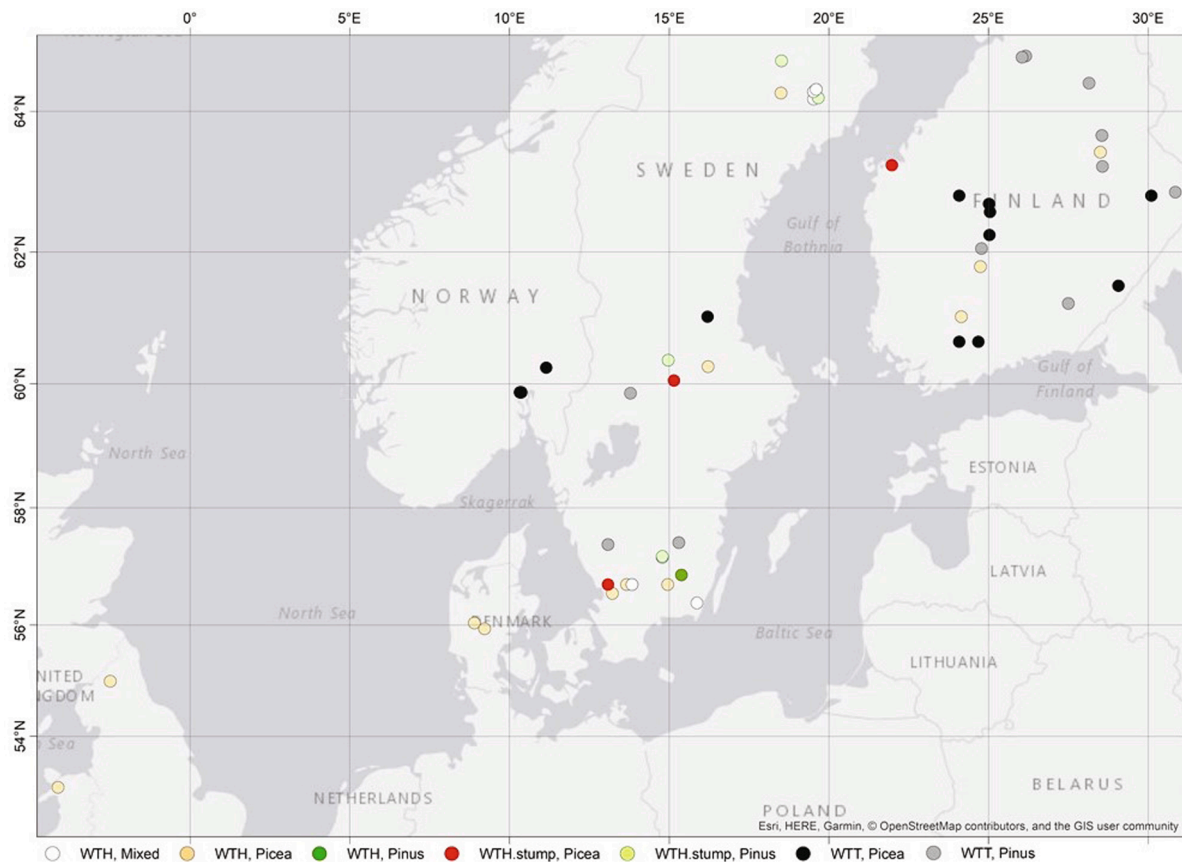 0° 5°E 10°E 15°E 20°E 25°E 30°E
Norwegian Sea
64°N
SWEDEN
FINLAND
Gulf of
Bothnia
62°N
NORWAY
Gulf of
Finland
60°N
North Sea
ESTONIA
Skagerrak
58°N
LATVIA
North Sea
DENMARK
56°N
Baltic Sea
LITHUANIA
NITED
NGDOM
54°N
Sea
NETHERLANDS
BELARUS
POLAND
Esri, HERE, Garmin, © OpenStreetMap contributors, and the GIS user community
WTH, Mixed WTH, Picea WTH, Pinus WTH.stump, Picea WTH.stump, Pinus WTT, Picea WTT, Pinus